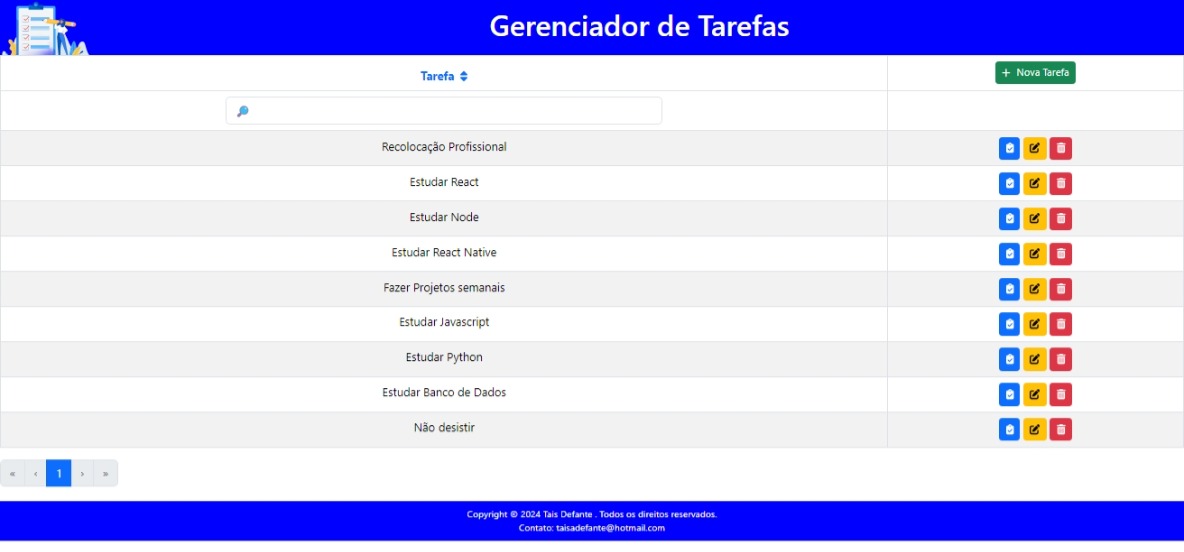 Gerenciador de Tarefas
Tarefa
+ Nova Tarefa
Recolocação Profissional
Estudar React
Estudar Node
Estudar React Native
Fazer Projetos semanais
Estudar Javascript
Estudar Python
Estudar Banco de Dados
Não desistir
« ‹ 1 › »
Copyright © 2024 Tais Defante . Todos os direitos reservados.
Contato: taisadefante@hotmail.com